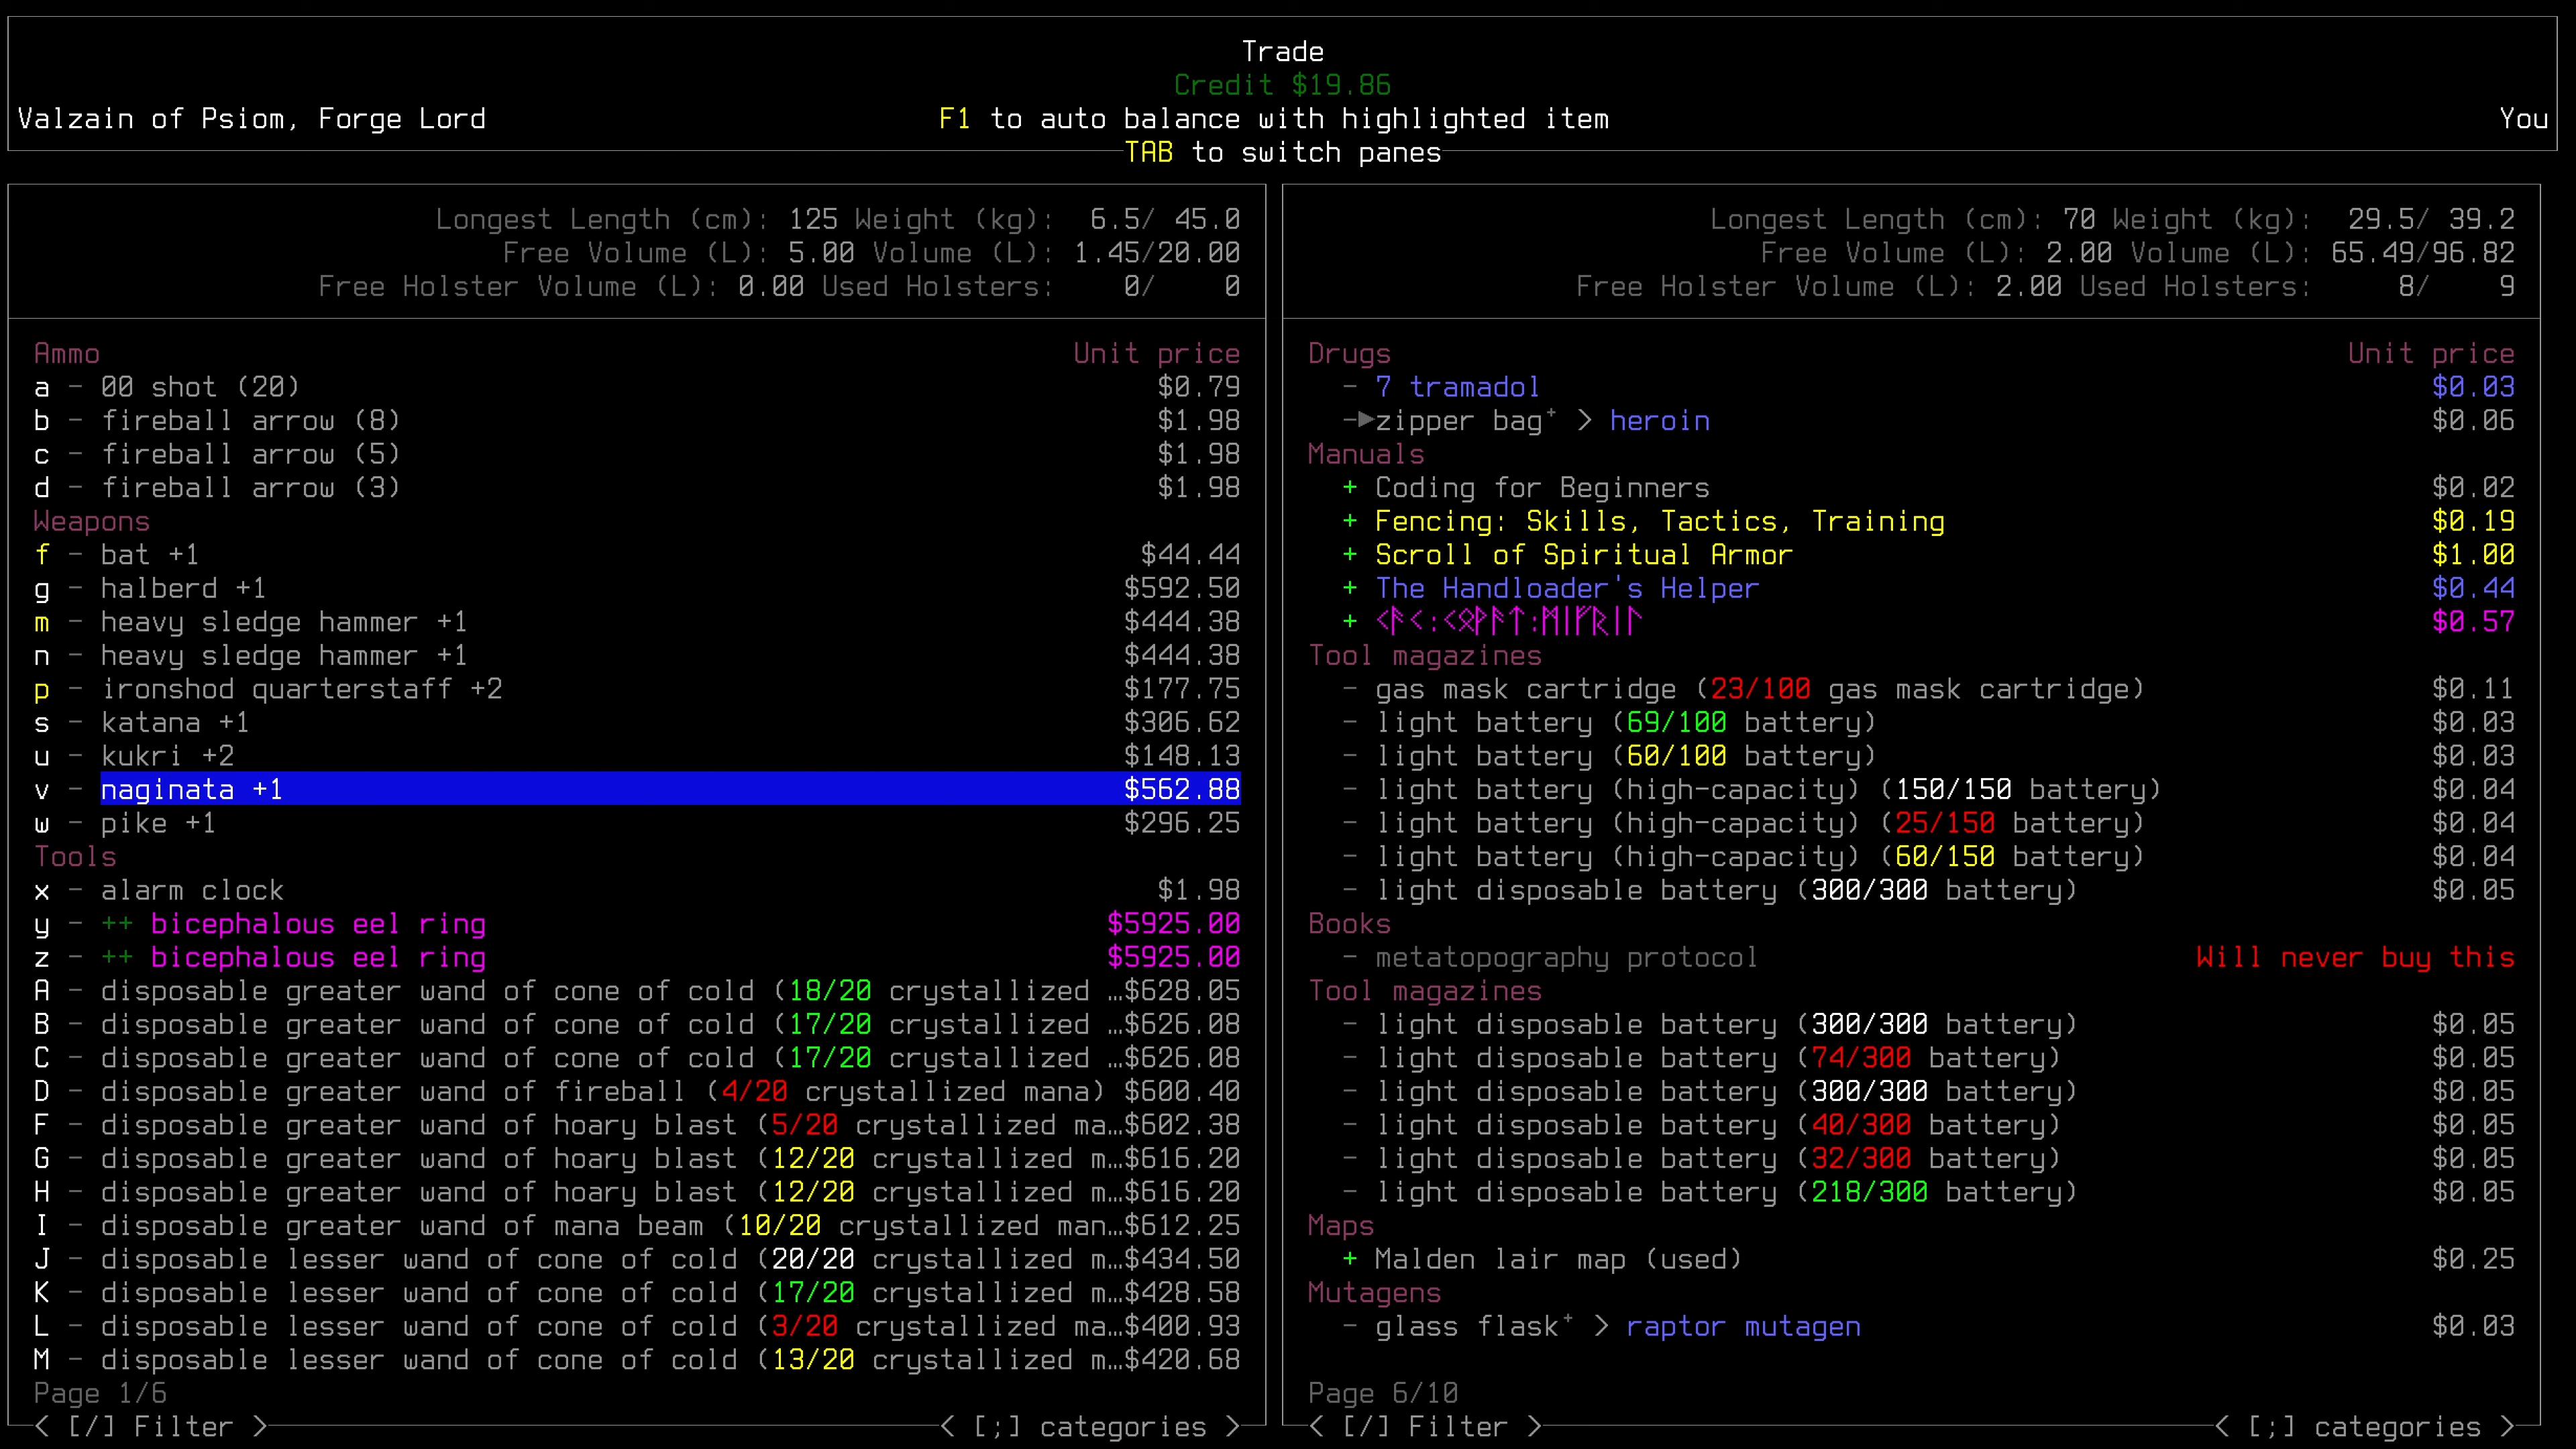 Trade
Credit $19.86
Valzain of Psiom, Forge Lord
F1 to auto balance with highlighted item
You
TAB to switch panes
Longest Length (cm): 125 Weight (kg): 6.5/ 45.0
Free Volume (L): 5.00 Volume (L): 1.45/20.00
Free Holster Volume (L): 0.00 Used Holsters: 0/ 0
Ammo Unit price
a - 00 shot (20) $0.79
b - fireball arrow (8) $1.98
c - fireball arrow (5) $1.98
d - fireball arrow (3) $1.98
Weapons
f - bat +1 $44.44
g - halberd +1 $592.50
m - heavy sledge hammer +1 $444.38
n - heavy sledge hammer +1 $444.38
p - ironshod quarterstaff +2 $177.75
s - katana +1 $306.62
u - kukri +2 $148.13
v - naginata +1 $562.88
w - pike +1 $296.25
Tools
x - alarm clock $1.98
y - ++ bicephalous eel ring $5925.00
z - ++ bicephalous eel ring $5925.00
A - disposable greater wand of cone of cold (18/20 crystallized …$628.05
B - disposable greater wand of cone of cold (17/20 crystallized …$626.08
C - disposable greater wand of cone of cold (17/20 crystallized …$626.08
D - disposable greater wand of fireball (4/20 crystallized mana) $600.40
F - disposable greater wand of hoary blast (5/20 crystallized ma…$602.38
G - disposable greater wand of hoary blast (12/20 crystallized m…$616.20
H - disposable greater wand of hoary blast (12/20 crystallized m…$616.20
I - disposable greater wand of mana beam (10/20 crystallized man…$612.25
J - disposable lesser wand of cone of cold (20/20 crystallized m…$434.50
K - disposable lesser wand of cone of cold (17/20 crystallized m…$428.58
L - disposable lesser wand of cone of cold (3/20 crystallized ma…$400.93
M - disposable lesser wand of cone of cold (13/20 crystallized m…$420.68
Page 1/6
< [/] Filter > < [;] categories >
Longest Length (cm): 70 Weight (kg): 29.5/ 39.2
Free Volume (L): 2.00 Volume (L): 65.49/96.82
Free Holster Volume (L): 2.00 Used Holsters: 8/ 9
Drugs Unit price
- 7 tramadol $0.03
-▶zipper bag⁺ > heroin $0.06
Manuals
+ Coding for Beginners $0.02
+ Fencing: Skills, Tactics, Training $0.19
+ Scroll of Spiritual Armor $1.00
+ The Handloader's Helper $0.44
+ ᚲᚨᚲ:ᚲᛟᚹᚨᛏ:ᛗᛁᚠᚱᛁᛚ $0.57
Tool magazines
- gas mask cartridge (23/100 gas mask cartridge) $0.11
- light battery (69/100 battery) $0.03
- light battery (60/100 battery) $0.03
- light battery (high-capacity) (150/150 battery) $0.04
- light battery (high-capacity) (25/150 battery) $0.04
- light battery (high-capacity) (60/150 battery) $0.04
- light disposable battery (300/300 battery) $0.05
Books
- metatopography protocol Will never buy this
Tool magazines
- light disposable battery (300/300 battery) $0.05
- light disposable battery (74/300 battery) $0.05
- light disposable battery (300/300 battery) $0.05
- light disposable battery (40/300 battery) $0.05
- light disposable battery (32/300 battery) $0.05
- light disposable battery (218/300 battery) $0.05
Maps
+ Malden lair map (used) $0.25
Mutagens
- glass flask⁺ > raptor mutagen $0.03
Page 6/10
< [/] Filter > < [;] categories >